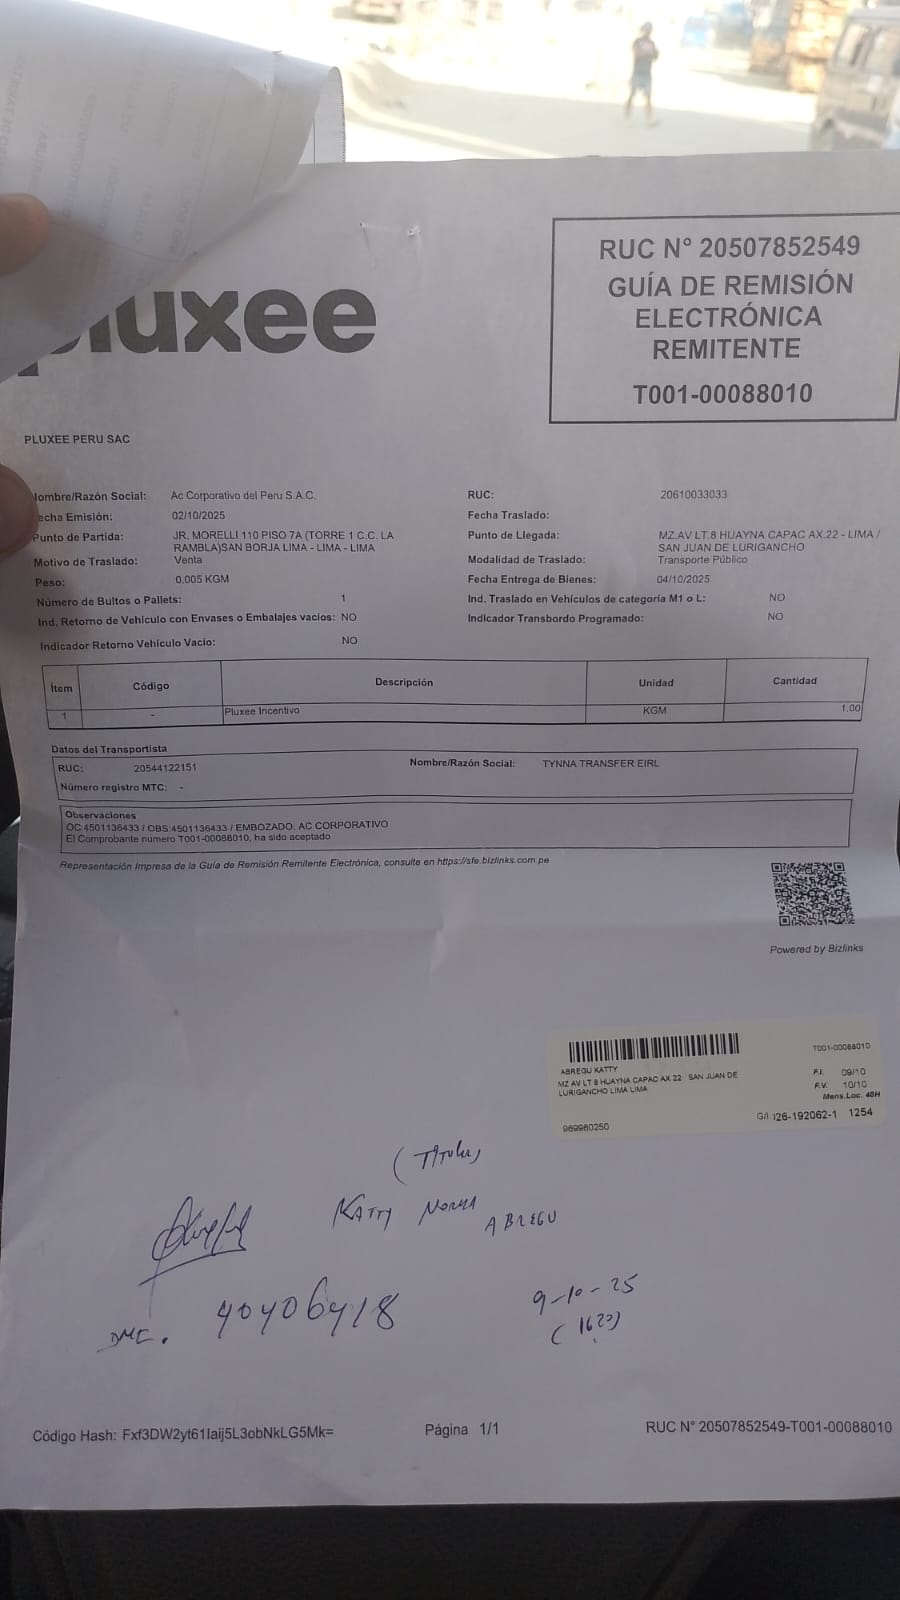 pluxee
RUC N° 20507852549
GUÍA DE REMISIÓN
ELECTRÓNICA
REMITENTE
T001-00088010
PLUXEE PERU SAC
Nombre/Razón Social: Ac Corporativo del Peru S.A.C. RUC: 20610033033
Fecha Emisión: 02/10/2025 Fecha Traslado:
Punto de Partida: JR. MORELLI 110 PISO 7A (TORRE 1 C.C. LA RAMBLA)SAN BORJA LIMA - LIMA - LIMA
Punto de Llegada: MZ.AV LT.8 HUAYNA CAPAC AX.22 - LIMA / SAN JUAN DE LURIGANCHO
Motivo de Traslado: Venta Modalidad de Traslado: Transporte Público
Peso: 0.005 KGM Fecha Entrega de Bienes: 04/10/2025
Número de Bultos o Pallets: 1 Ind. Traslado en Vehículos de categoría M1 o L: NO
Ind. Retorno de Vehículo con Envases o Embalajes vacíos: NO Indicador Transbordo Programado: NO
Indicador Retorno Vehículo Vacío: NO
Ítem Código Descripción Unidad Cantidad
1 - Pluxee Incentivo KGM 1.00
Datos del Transportista
RUC: 20544122151 Nombre/Razón Social: TYNNA TRANSFER EIRL
Número registro MTC: -
Observaciones
OC:4501136433 / OBS:4501136433 / EMBOZADO: AC CORPORATIVO
El Comprobante numero T001-00088010, ha sido aceptado
Representación Impresa de la Guía de Remisión Remitente Electrónica, consulte en https://sfe.bizlinks.com.pe
Powered by Bizlinks
T001-00088010
ABREGU KATTY
MZ AV LT 8 HUAYNA CAPAC AX 22 SAN JUAN DE
LURIGANCHO LIMA LIMA
F.I. 09/10
F.V. 10/10
Mens.Loc. 48H
G/I 126-192062-1 1254
969960250
(Titular)
KATTY NORMA ABREGU
40406418
9-10-25
(1620)
Código Hash: Fxf3DW2yt61Iaij5L3obNkLG5Mk= Página 1/1 RUC N° 20507852549-T001-00088010